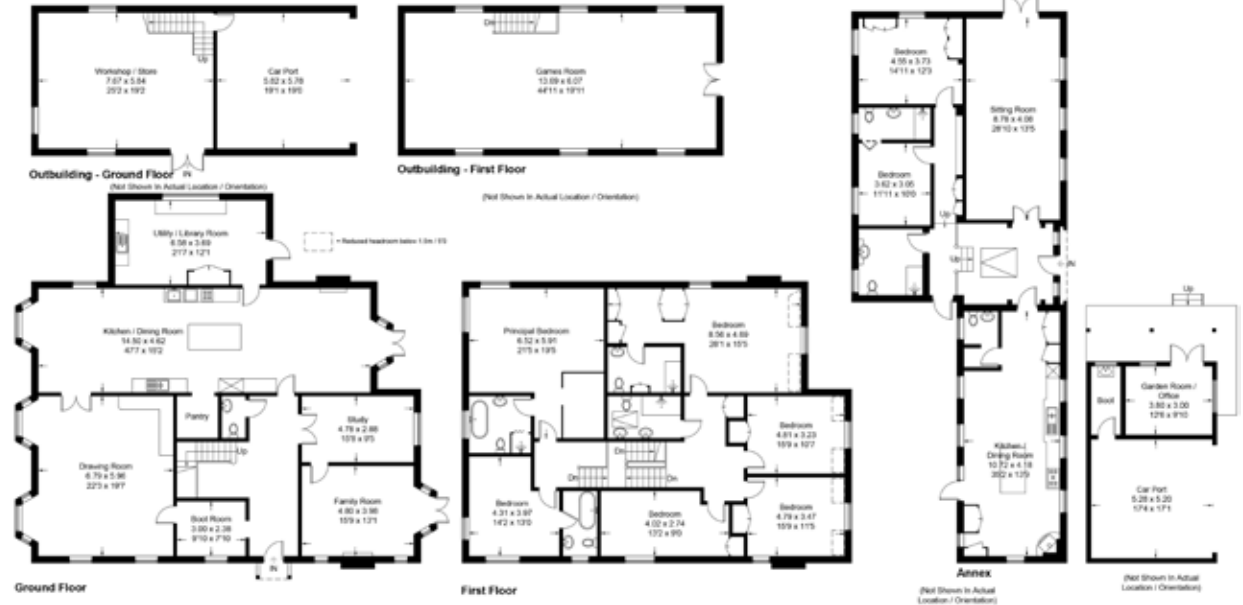 Workshop / Store
7.67 x 5.84
25'2 x 19'2
Up
Car Port
5.82 x 5.78
19'1 x 19'0
IN
Outbuilding - Ground Floor
(Not Shown In Actual Location / Orientation)
Dn
Games Room
13.69 x 6.07
44'11 x 19'11
Outbuilding - First Floor
(Not Shown In Actual Location / Orientation)
Utility / Library Room
6.58 x 3.69
21'7 x 12'1
= Reduced headroom below 1.5m / 5'0
Kitchen / Dining Room
14.50 x 4.62
47'7 x 15'2
Pantry
Up
Study
4.78 x 2.88
15'8 x 9'5
Drawing Room
6.79 x 5.96
22'3 x 19'7
Boot Room
3.00 x 2.38
9'10 x 7'10
Family Room
4.80 x 3.98
15'9 x 13'1
IN
Ground Floor
Principal Bedroom
6.52 x 5.91
21'5 x 19'5
Bedroom
8.56 x 4.69
28'1 x 15'5
Bedroom
4.81 x 3.23
15'9 x 10'7
Dn
Dn
Dn
Bedroom
4.31 x 3.97
14'2 x 13'0
Bedroom
4.02 x 2.74
13'2 x 9'0
Bedroom
4.79 x 3.47
15'9 x 11'5
First Floor
Bedroom
4.55 x 3.73
14'11 x 12'3
Sitting Room
8.78 x 4.08
28'10 x 13'5
Bedroom
3.62 x 3.05
11'11 x 10'0
Up
Up
IN
Kitchen /
Dining Room
10.72 x 4.18
35'2 x 13'9
Annex
(Not Shown In Actual
Location / Orientation)
Up
Boot
Garden Room /
Office
3.80 x 3.00
12'6 x 9'10
Car Port
5.28 x 5.20
17'4 x 17'1
(Not Shown In Actual
Location / Orientation)